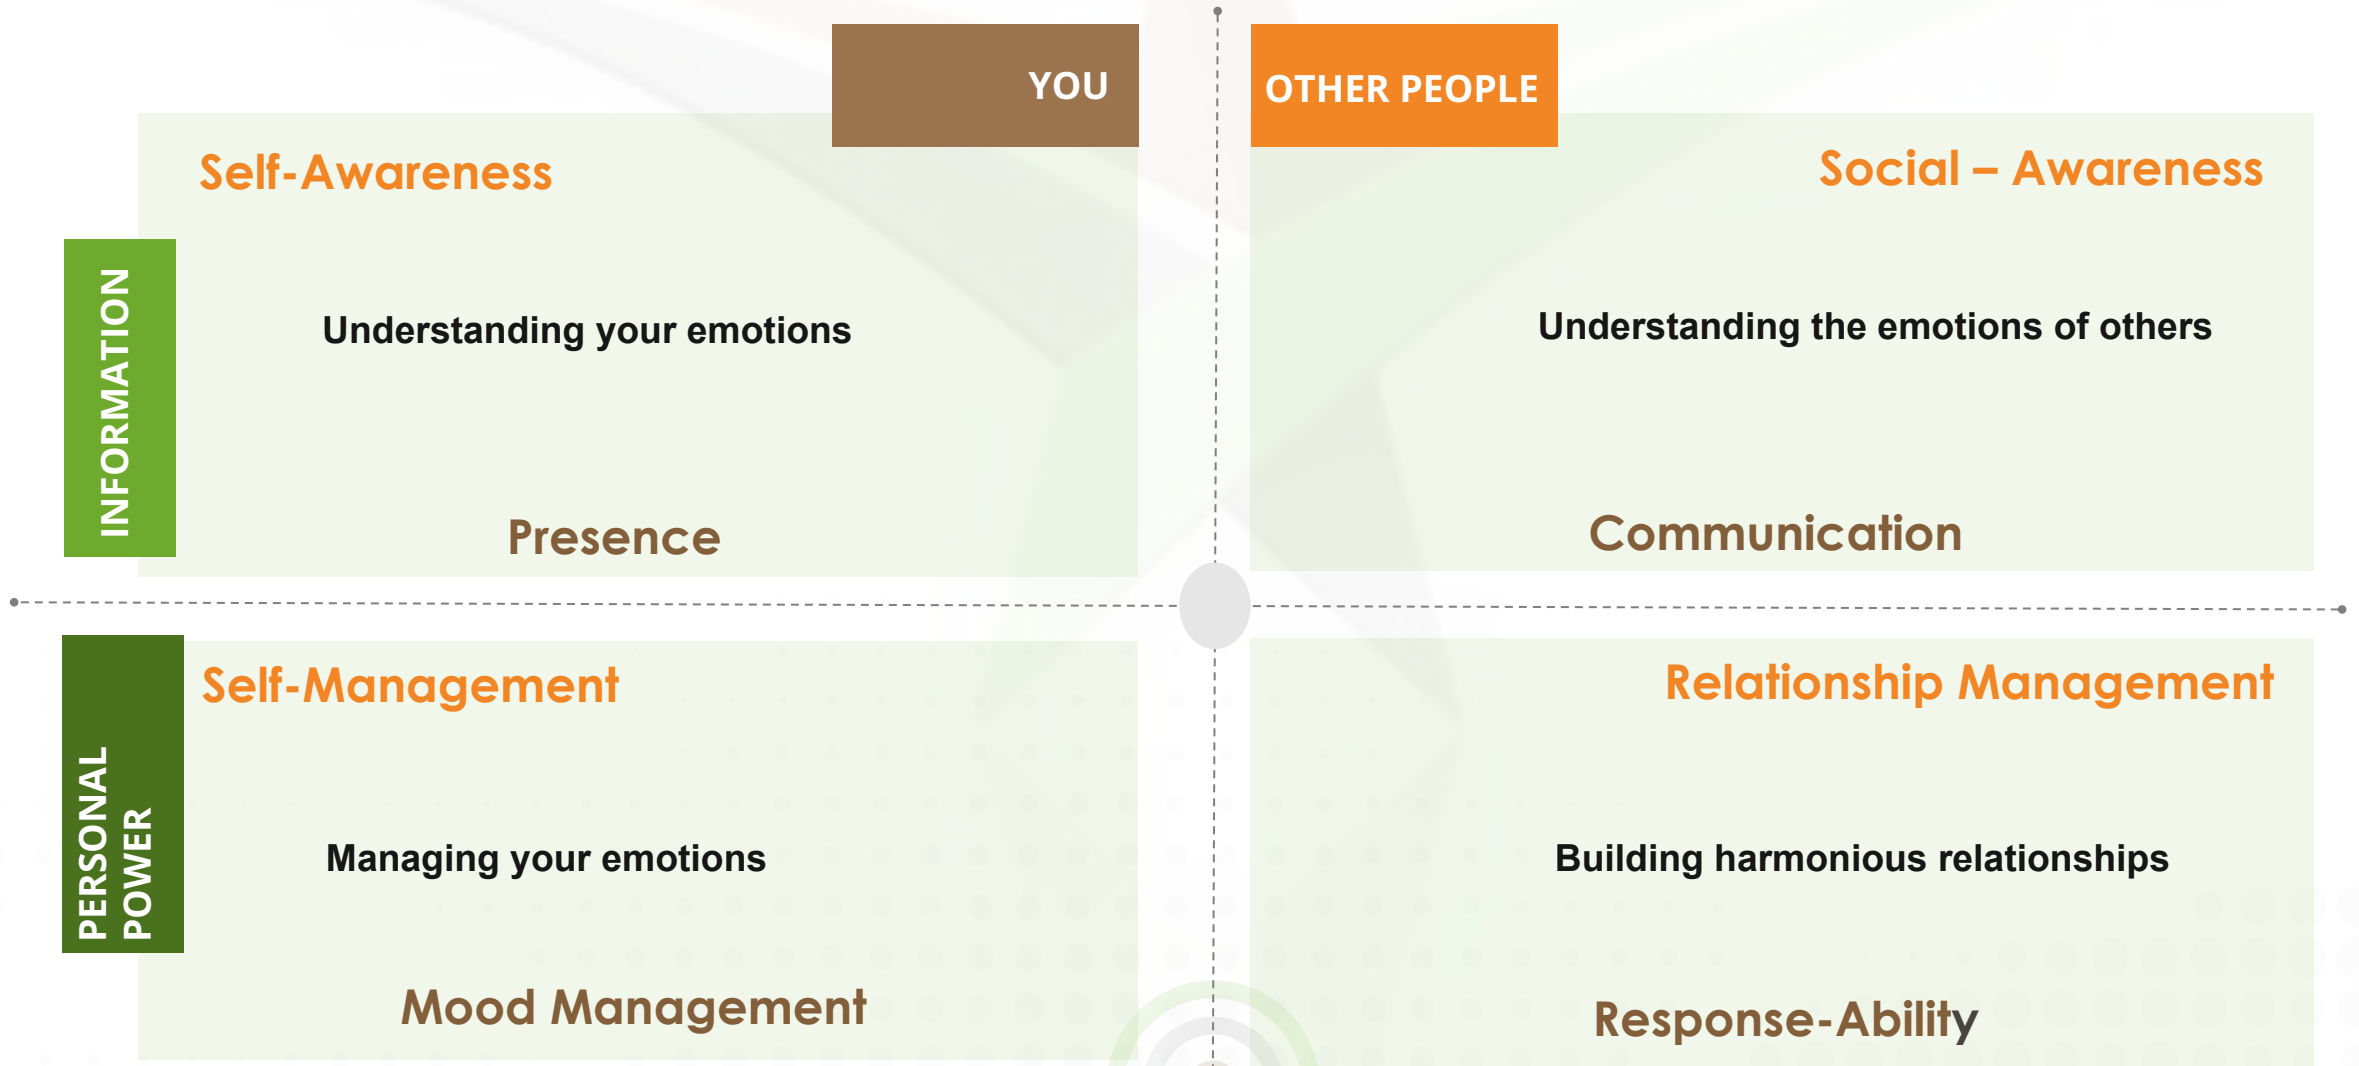 YOU
OTHER PEOPLE
Self-Awareness
Social – Awareness
INFORMATION
Understanding your emotions
Understanding the emotions of others
Presence
Communication
Self-Management
Relationship Management
PERSONAL
POWER
Managing your emotions
Building harmonious relationships
Mood Management
Response-Ability